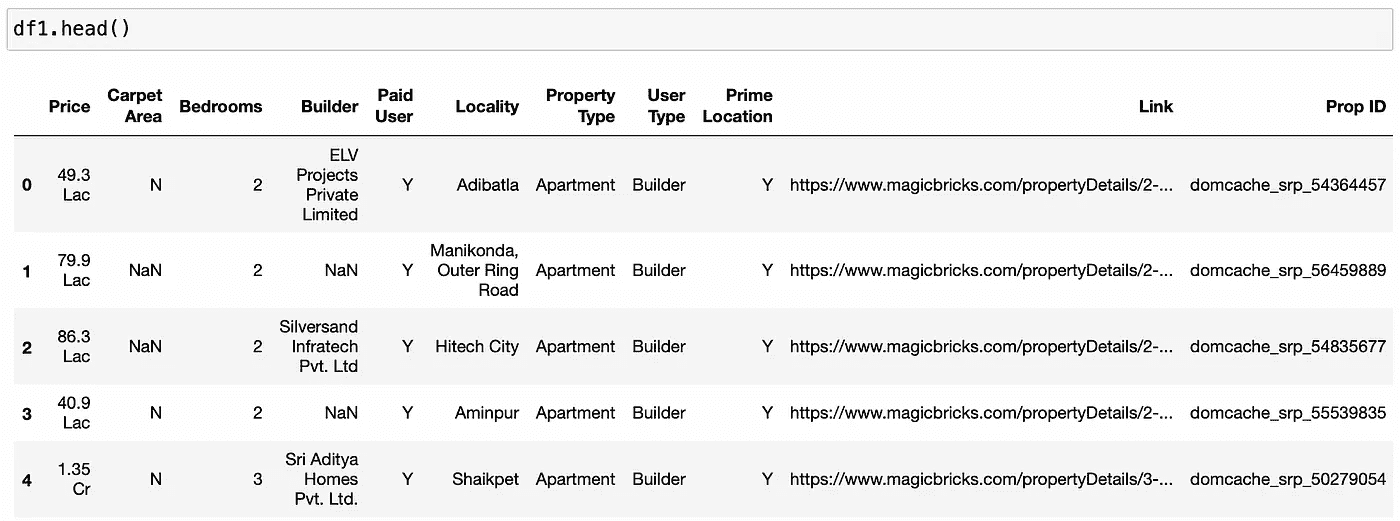 df1.head()
Price Carpet Area Bedrooms Builder Paid User Locality Property Type User Type Prime Location Link Prop ID
0 49.3 Lac N 2 ELV Projects Private Limited Y Adibatla Apartment Builder Y https://www.magicbricks.com/propertyDetails/2-... domcache_srp_54364457
1 79.9 Lac NaN 2 NaN Y Manikonda, Outer Ring Road Apartment Builder Y https://www.magicbricks.com/propertyDetails/2-... domcache_srp_56459889
2 86.3 Lac NaN 2 Silversand Infratech Pvt. Ltd Y Hitech City Apartment Builder Y https://www.magicbricks.com/propertyDetails/2-... domcache_srp_54835677
3 40.9 Lac N 2 NaN Y Aminpur Apartment Builder Y https://www.magicbricks.com/propertyDetails/2-... domcache_srp_55539835
4 1.35 Cr N 3 Sri Aditya Homes Pvt. Ltd. Y Shaikpet Apartment Builder Y https://www.magicbricks.com/propertyDetails/3-... domcache_srp_50279054